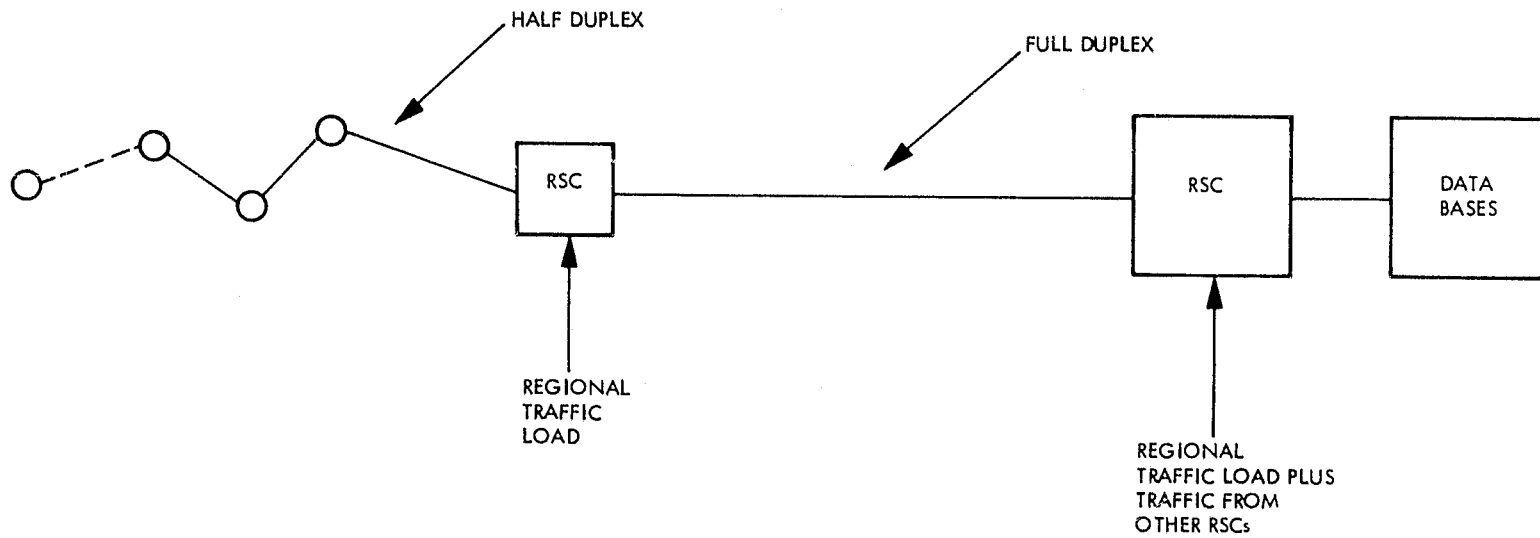 HALF DUPLEX
FULL DUPLEX
RSC
RSC
DATA
BASES
REGIONAL
TRAFFIC
LOAD
REGIONAL
TRAFFIC LOAD PLUS
TRAFFIC FROM
OTHER RSCs